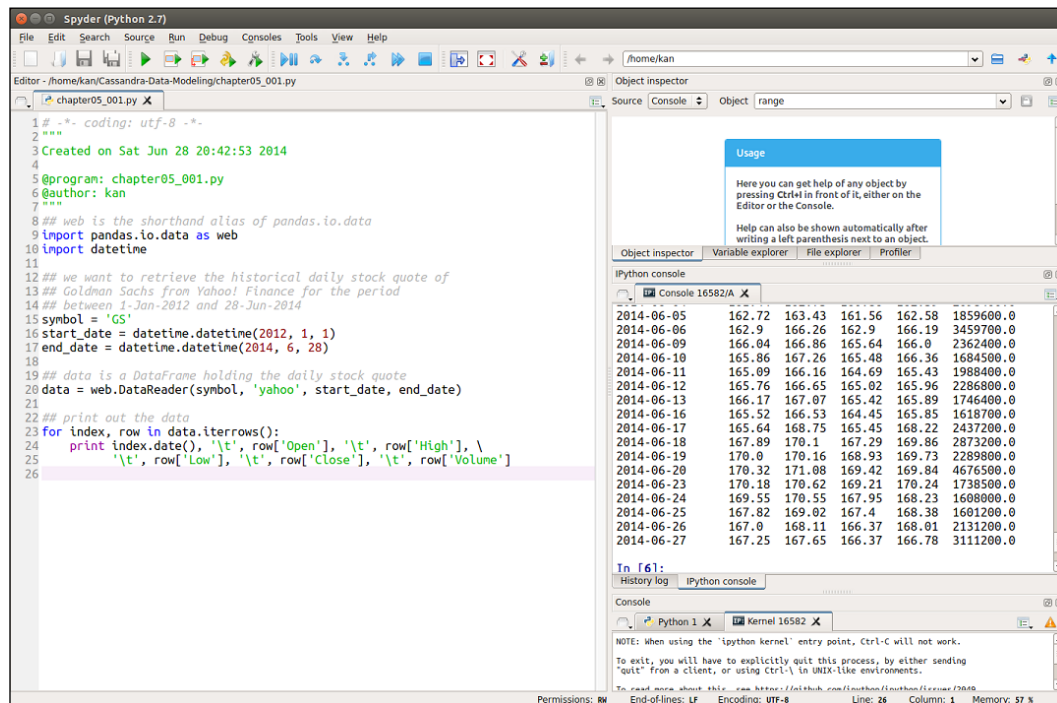 Spyder (Python 2.7)
File Edit Search Source Run Debug Consoles Tools View Help
/home/kan
Editor - /home/kan/Cassandra-Data-Modeling/chapter05_001.py
chapter05_001.py X
1 # -*- coding: utf-8 -*-
2 """
3 Created on Sat Jun 28 20:42:53 2014
4
5 @program: chapter05_001.py
6 @author: kan
7 """
8 ## web is the shorthand alias of pandas.io.data
9 import pandas.io.data as web
10 import datetime
11
12 ## we want to retrieve the historical daily stock quote of
13 ## Goldman Sachs from Yahoo! Finance for the period
14 ## between 1-Jan-2012 and 28-Jun-2014
15 symbol = 'GS'
16 start_date = datetime.datetime(2012, 1, 1)
17 end_date = datetime.datetime(2014, 6, 28)
18
19 ## data is a DataFrame holding the daily stock quote
20 data = web.DataReader(symbol, 'yahoo', start_date, end_date)
21
22 ## print out the data
23 for index, row in data.iterrows():
24     print index.date(), '\t', row['Open'], '\t', row['High'], \
25           '\t', row['Low'], '\t', row['Close'], '\t', row['Volume']
26
Object inspector
Source Console Object range
Usage
Here you can get help of any object by
pressing Ctrl+I in front of it, either on the
Editor or the Console.
Help can also be shown automatically after
writing a left parenthesis next to an object.
Object inspector Variable explorer File explorer Profiler
IPython console
Console 16582/A X
2014-06-05 162.72 163.43 161.56 162.58 1859600.0
2014-06-06 162.9 166.26 162.9 166.19 3459700.0
2014-06-09 166.04 166.86 165.64 166.0 2362400.0
2014-06-10 165.86 167.26 165.48 166.36 1684500.0
2014-06-11 165.09 166.16 164.69 165.43 1988400.0
2014-06-12 165.76 166.65 165.02 165.96 2286800.0
2014-06-13 166.17 167.07 165.42 165.89 1746400.0
2014-06-16 165.52 166.53 164.45 165.85 1618700.0
2014-06-17 165.64 168.75 165.45 168.22 2437200.0
2014-06-18 167.89 170.1 167.29 169.86 2873200.0
2014-06-19 170.0 170.16 168.93 169.73 2289800.0
2014-06-20 170.32 171.08 169.42 169.84 4676500.0
2014-06-23 170.18 170.62 169.21 170.24 1738500.0
2014-06-24 169.55 170.55 167.95 168.23 1608000.0
2014-06-25 167.82 169.02 167.4 168.38 1601200.0
2014-06-26 167.0 168.11 166.37 168.01 2131200.0
2014-06-27 167.25 167.65 166.37 166.78 3111200.0
In [6]:
History log IPython console
Console
Python 1 X Kernel 16582 X
NOTE: When using the `ipython kernel` entry point, Ctrl-C will not work.
To exit, you will have to explicitly quit this process, by either sending
"quit" from a client, or using Ctrl-\ in UNIX-like environments.
To read more about this, see https://github.com/ipython/ipython/issues/2049
Permissions: RW End-of-lines: LF Encoding: UTF-8 Line: 26 Column: 1 Memory: 57 %